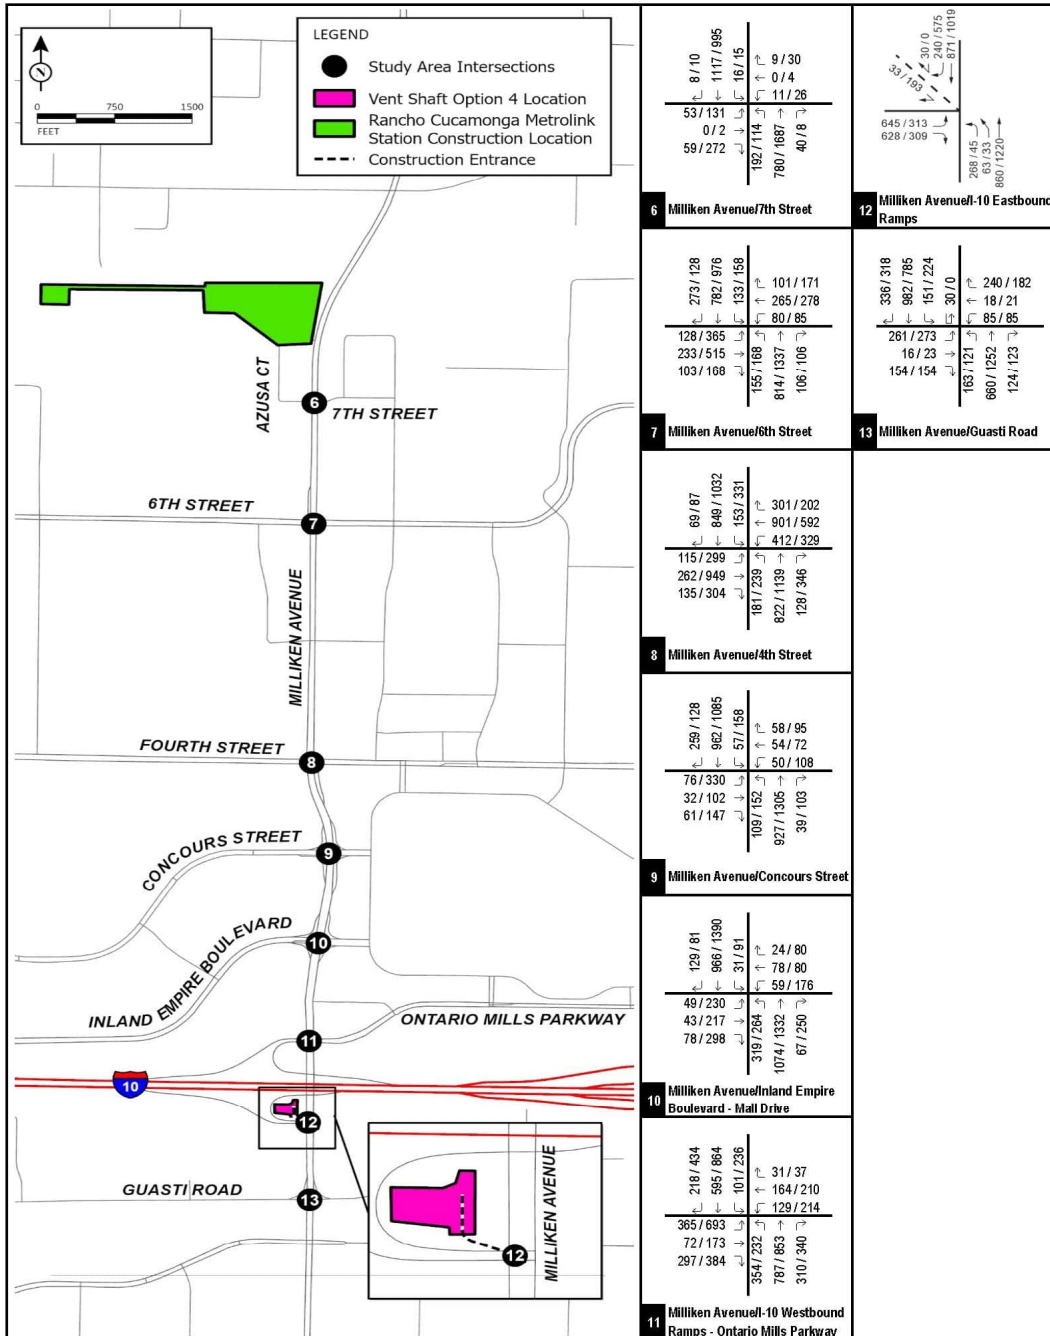 N
0 750 1500
FEET
LEGEND
Study Area Intersections
Vent Shaft Option 4 Location
Rancho Cucamonga Metrolink
Station Construction Location
Construction Entrance
AZUSA CT
6
7TH STREET
6TH STREET
7
MILLIKEN AVENUE
FOURTH STREET
8
CONCOURS STREET
9
INLAND EMPIRE BOULEVARD
10
ONTARIO MILLS PARKWAY
11
10
12
GUASTI ROAD
13
MILLIKEN AVENUE
12
8 / 10
1117 / 995
16 / 15
9 / 30
0 / 4
11 / 26
53 / 131
0 / 2
59 / 272
192 / 114
780 / 1687
40 / 8
6 Milliken Avenue/7th Street
273 / 128
782 / 976
133 / 158
101 / 171
265 / 278
80 / 85
128 / 365
233 / 515
103 / 168
155 / 168
814 / 1337
106 / 106
7 Milliken Avenue/6th Street
69 / 87
849 / 1032
153 / 331
301 / 202
901 / 592
412 / 329
115 / 299
262 / 949
135 / 304
181 / 239
822 / 1139
128 / 346
8 Milliken Avenue/4th Street
259 / 128
962 / 1085
57 / 158
58 / 95
54 / 72
50 / 108
76 / 330
32 / 102
61 / 147
109 / 152
927 / 1305
39 / 103
9 Milliken Avenue/Concours Street
129 / 81
966 / 1390
31 / 91
24 / 80
78 / 80
59 / 176
49 / 230
43 / 217
78 / 298
319 / 264
1074 / 1332
67 / 250
10 Milliken Avenue/Inland Empire
Boulevard - Mall Drive
218 / 434
595 / 864
101 / 236
31 / 37
164 / 210
129 / 214
365 / 693
72 / 173
297 / 384
354 / 232
787 / 853
310 / 340
11 Milliken Avenue/I-10 Westbound
Ramps - Ontario Mills Parkway
33 / 193
30 / 0
240 / 575
871 / 1019
645 / 313
628 / 309
268 / 45
63 / 33
860 / 1220
12 Milliken Avenue/I-10 Eastbound
Ramps
336 / 318
982 / 785
151 / 224
30 / 0
240 / 182
18 / 21
85 / 85
261 / 273
16 / 23
154 / 154
163 / 121
660 / 1252
124 / 123
13 Milliken Avenue/Guasti Road